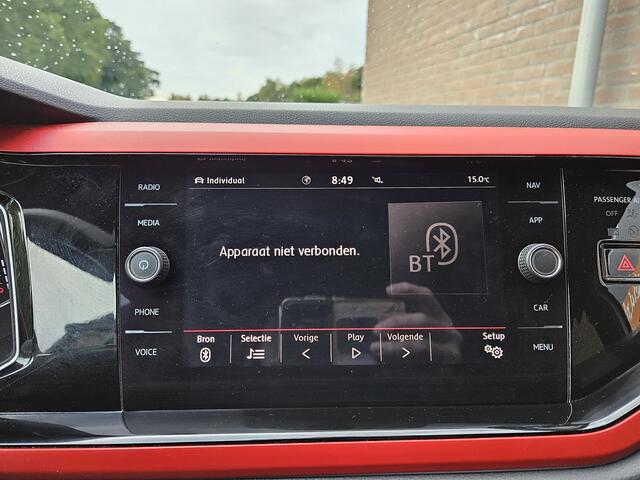 RADIO
MEDIA
PHONE
VOICE
Individual 8:49 15.0°C
Apparaat niet verbonden.
BT
Bron Selectie Vorige Play Volgende Setup
NAV
APP
CAR
MENU
PASSENGER
OFF